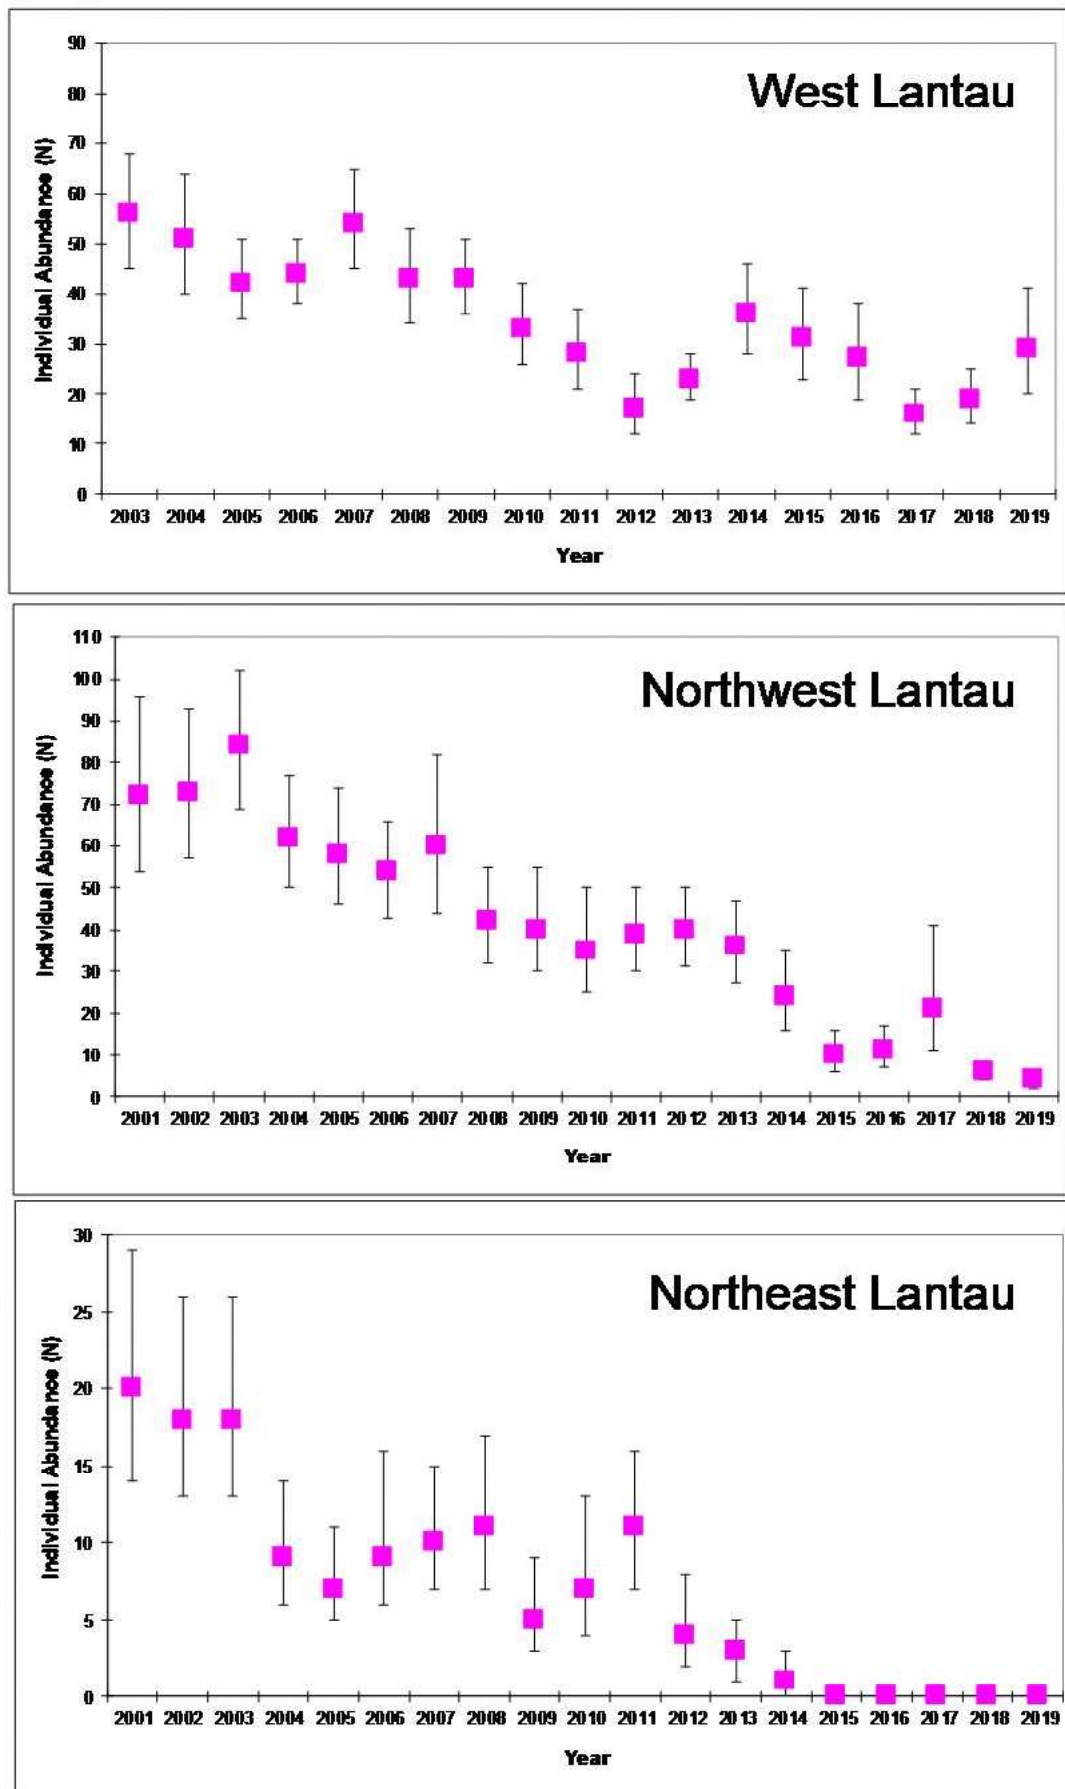 West Lantau
Individual Abundance (N)
90
80
70
60
50
40
30
20
10
0
2003 2004 2005 2006 2007 2008 2009 2010 2011 2012 2013 2014 2015 2016 2017 2018 2019
Year
Northwest Lantau
Individual Abundance (N)
110
100
90
80
70
60
50
40
30
20
10
0
2001 2002 2003 2004 2005 2006 2007 2008 2009 2010 2011 2012 2013 2014 2015 2016 2017 2018 2019
Year
Northeast Lantau
Individual Abundance (N)
30
25
20
15
10
5
0
2001 2002 2003 2004 2005 2006 2007 2008 2009 2010 2011 2012 2013 2014 2015 2016 2017 2018 2019
Year